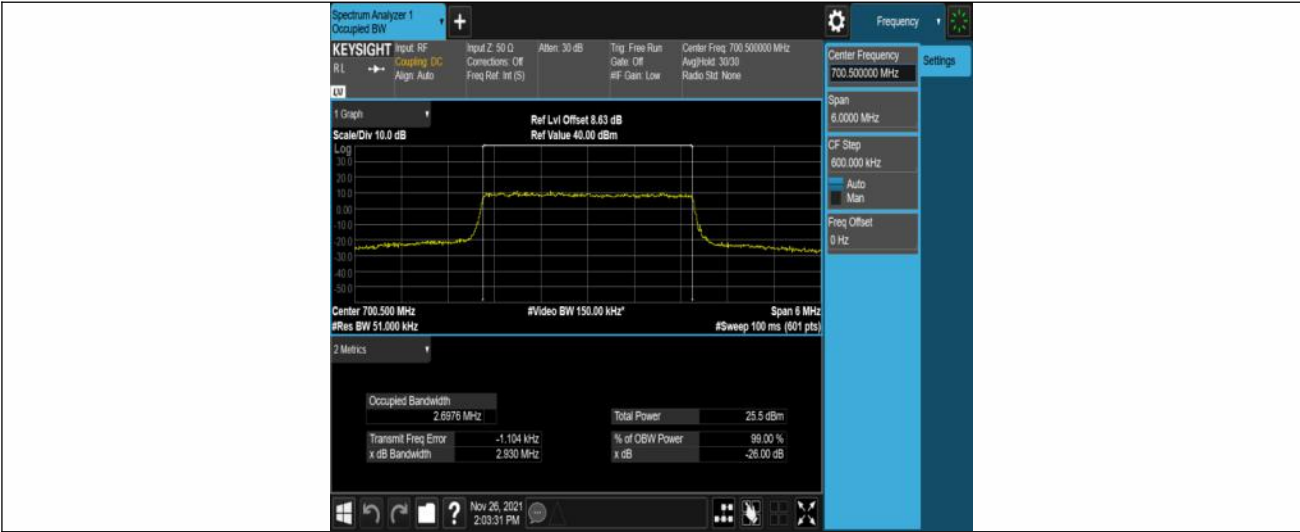 Spectrum Analyzer 1
Occupied BW
+
Frequency
KEYSIGHT
Input: RF
Input Z: 50 Ω
Atten: 30 dB
Trig: Free Run
Center Freq: 700.500000 MHz
RL
Coupling: DC
Corrections: Off
Gate: Off
Avg|Hold: 30/30
Align: Auto
Freq Ref: Int (S)
#IF Gain: Low
Radio Std: None
Center Frequency
700.500000 MHz
Settings
Span
6.0000 MHz
CF Step
600.000 kHz
Auto
Man
Freq Offset
0 Hz
1 Graph
Ref Lvl Offset 8.63 dB
Scale/Div 10.0 dB
Ref Value 40.00 dBm
Log
30.0
20.0
10.0
0.00
-10.0
-20.0
-30.0
-40.0
-50.0
Center 700.500 MHz
#Video BW 150.00 kHz*
Span 6 MHz
#Res BW 51.000 kHz
#Sweep 100 ms (601 pts)
2 Metrics
Occupied Bandwidth
2.6976 MHz
Total Power
25.5 dBm
Transmit Freq Error
-1.104 kHz
% of OBW Power
99.00 %
x dB Bandwidth
2.930 MHz
x dB
-26.00 dB
?
Nov 26, 2021
2:03:31 PM